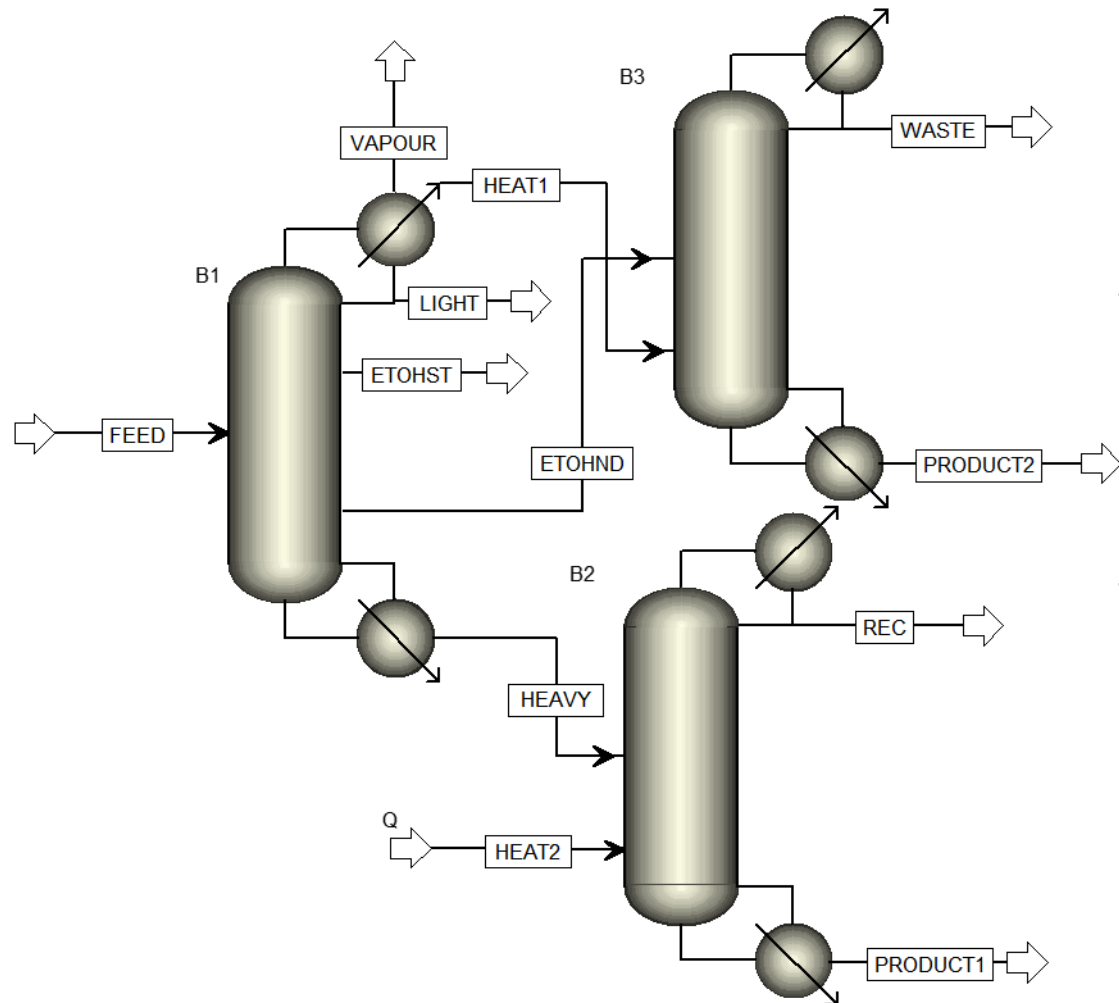 B3
WASTE
VAPOUR
HEAT1
B1
LIGHT
ETOHST
FEED
ETOHND
PRODUCT2
B2
REC
HEAVY
Q
HEAT2
PRODUCT1